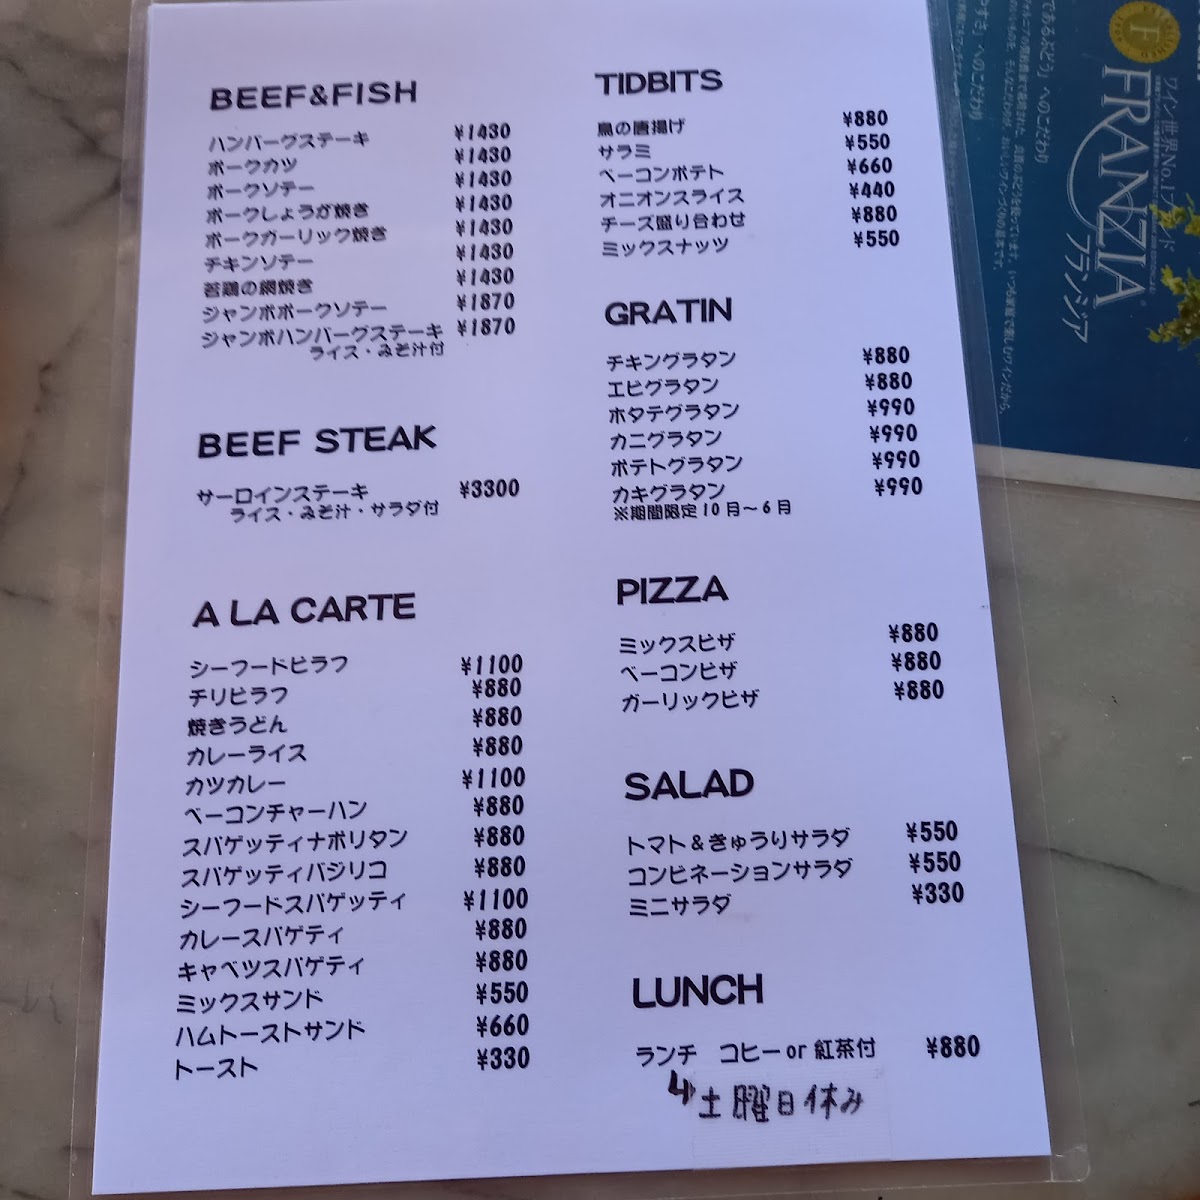 BEEF&FISH
ハンバーグステーキ ¥1430
ポークカツ ¥1430
ポークソテー ¥1430
ポークしょうが焼き ¥1430
ポークガーリック焼き ¥1430
チキンソテー ¥1430
若鶏の網焼き ¥1430
ジャンボポークソテー ¥1870
ジャンボハンバーグステーキ ¥1870
ライス・みそ汁付
BEEF STEAK
サーロインステーキ ¥3300
ライス・みそ汁・サラダ付
A LA CARTE
シーフードピラフ ¥1100
チリピラフ ¥880
焼きうどん ¥880
カレーライス ¥880
カツカレー ¥1100
ベーコンチャーハン ¥880
スパゲッティナポリタン ¥880
スパゲッティバジリコ ¥880
シーフードスパゲッティ ¥1100
カレースパゲティ ¥880
キャベツスパゲティ ¥880
ミックスサンド ¥550
ハムトーストサンド ¥660
トースト ¥330
TIDBITS
鳥の唐揚げ ¥880
サラミ ¥550
ベーコンポテト ¥660
オニオンスライス ¥440
チーズ盛り合わせ ¥880
ミックスナッツ ¥550
GRATIN
チキングラタン ¥880
エビグラタン ¥880
ホタテグラタン ¥990
カニグラタン ¥990
ポテトグラタン ¥990
カキグラタン ¥990
※期間限定10月～6月
PIZZA
ミックスピザ ¥880
ベーコンピザ ¥880
ガーリックピザ ¥880
SALAD
トマト＆きゅうりサラダ ¥550
コンビネーションサラダ ¥550
ミニサラダ ¥330
LUNCH
ランチ コヒー or 紅茶付 ¥880
土曜日休み
ワイン世界No.1
FRANZIA
フランジア